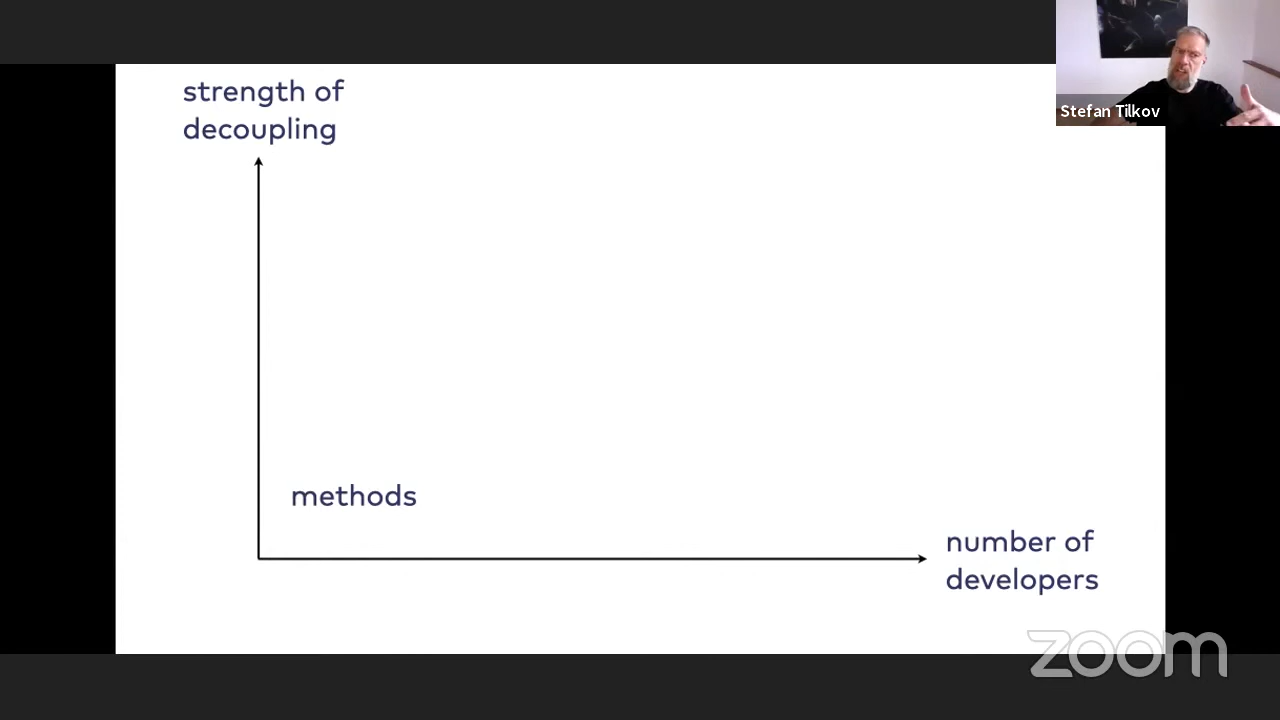 strength of
decoupling
Stefan Tilkov
methods
number of
developers
zoom